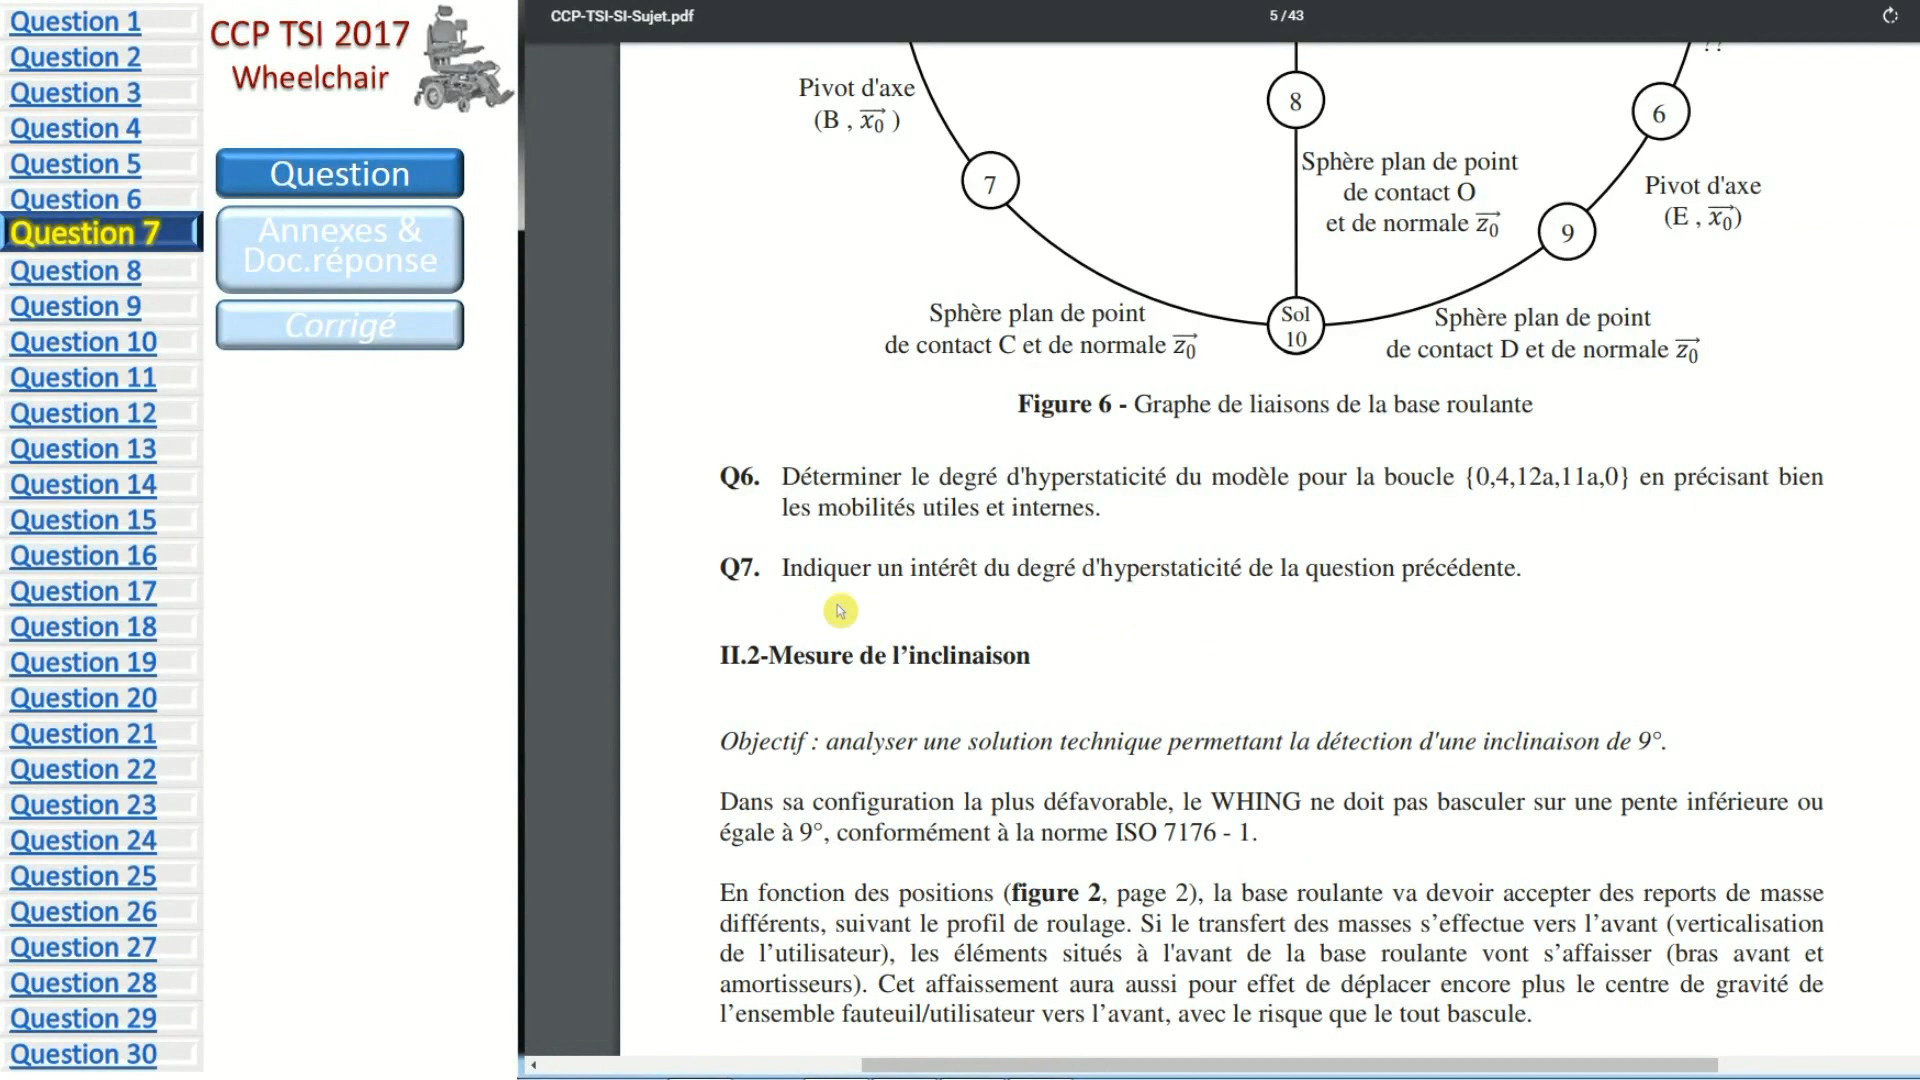 Question 1
Question 2
Question 3
Question 4
Question 5
Question 6
Question 7
Question 8
Question 9
Question 10
Question 11
Question 12
Question 13
Question 14
Question 15
Question 16
Question 17
Question 18
Question 19
Question 20
Question 21
Question 22
Question 23
Question 24
Question 25
Question 26
Question 27
Question 28
Question 29
Question 30
CCP TSI 2017
Wheelchair
Question
Annexes &
Doc.réponse
Corrigé
CCP-TSI-SI-Sujet.pdf
5 / 43
Pivot d'axe
(B , x0 )
8
6
Sphère plan de point
de contact O
et de normale z0
7
Pivot d'axe
(E , x0)
9
Sphère plan de point
de contact C et de normale z0
Sol
10
Sphère plan de point
de contact D et de normale z0
Figure 6 - Graphe de liaisons de la base roulante
Q6. Déterminer le degré d'hyperstaticité du modèle pour la boucle {0,4,12a,11a,0} en précisant bien
les mobilités utiles et internes.
Q7. Indiquer un intérêt du degré d'hyperstaticité de la question précédente.
II.2-Mesure de l’inclinaison
Objectif : analyser une solution technique permettant la détection d'une inclinaison de 9°.
Dans sa configuration la plus défavorable, le WHING ne doit pas basculer sur une pente inférieure ou
égale à 9°, conformément à la norme ISO 7176 - 1.
En fonction des positions (figure 2, page 2), la base roulante va devoir accepter des reports de masse
différents, suivant le profil de roulage. Si le transfert des masses s’effectue vers l’avant (verticalisation
de l’utilisateur), les éléments situés à l'avant de la base roulante vont s’affaisser (bras avant et
amortisseurs). Cet affaissement aura aussi pour effet de déplacer encore plus le centre de gravité de
l’ensemble fauteuil/utilisateur vers l’avant, avec le risque que le tout bascule.